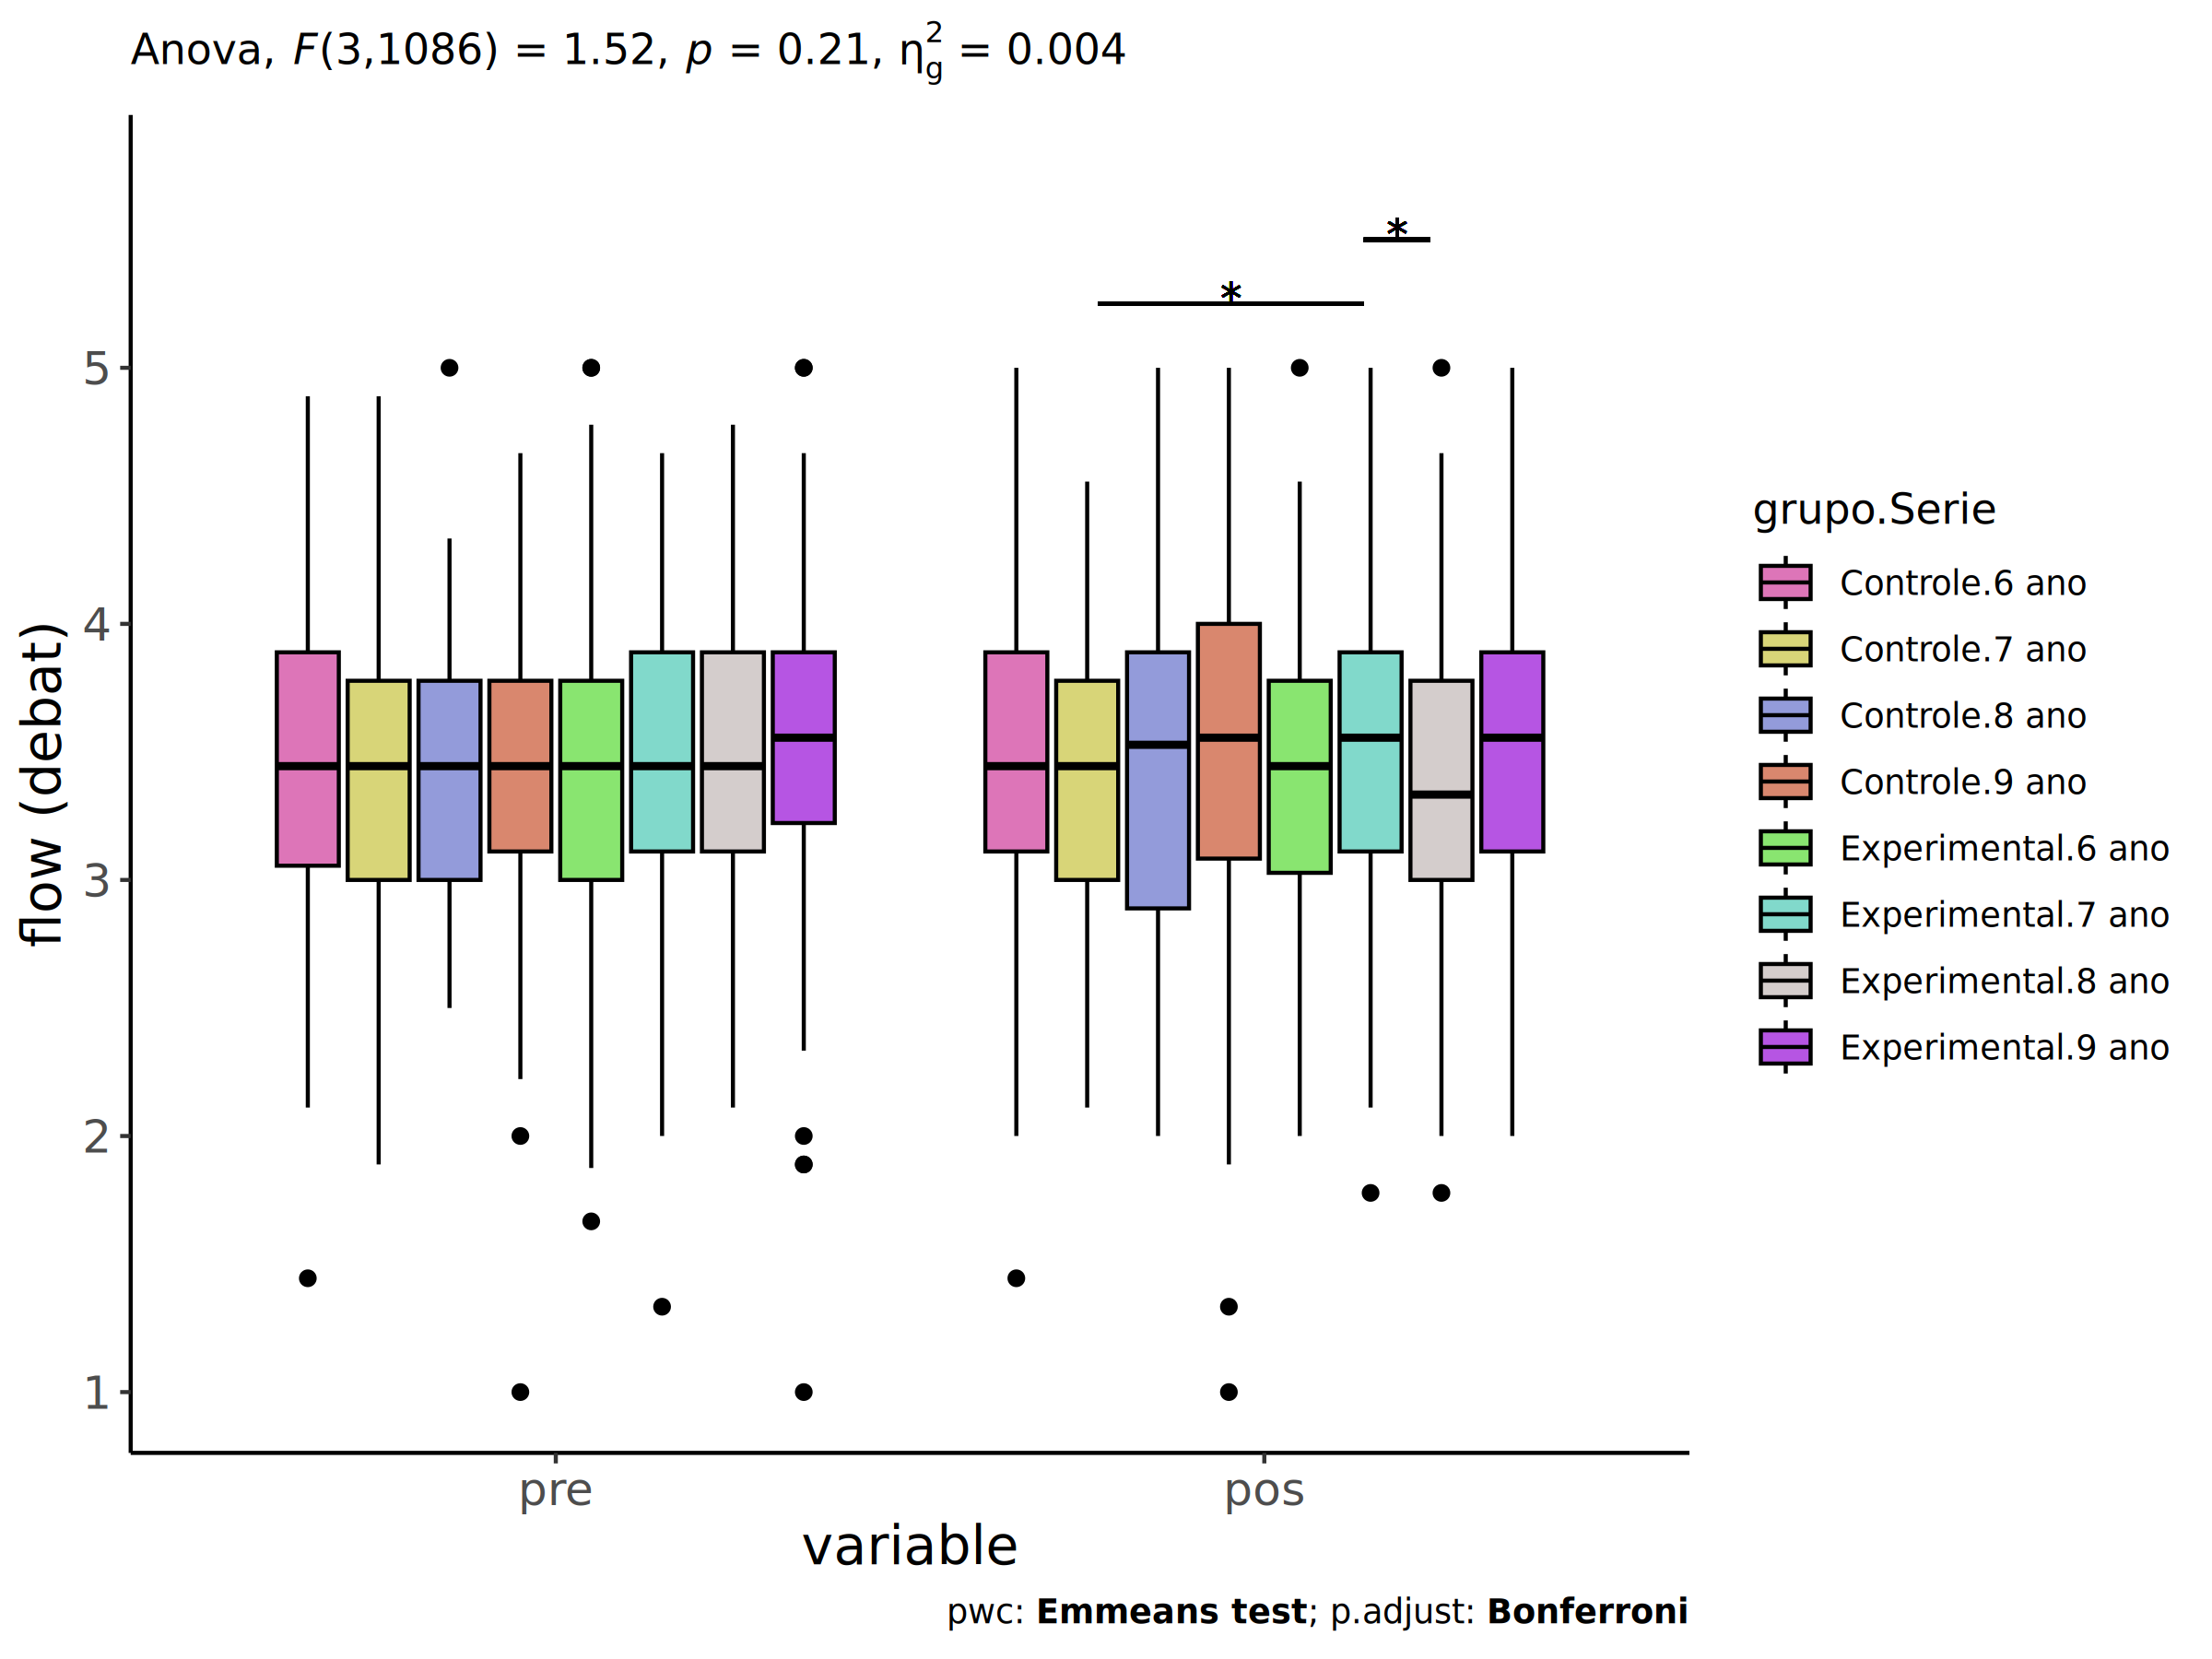 Anova, F(3,1086) = 1.52, p = 0.21, η²g = 0.004
*
*
5
4
3
2
1
flow (debat)
pre
pos
variable
pwc: Emmeans test; p.adjust: Bonferroni
grupo.Serie
Controle.6 ano
Controle.7 ano
Controle.8 ano
Controle.9 ano
Experimental.6 ano
Experimental.7 ano
Experimental.8 ano
Experimental.9 ano